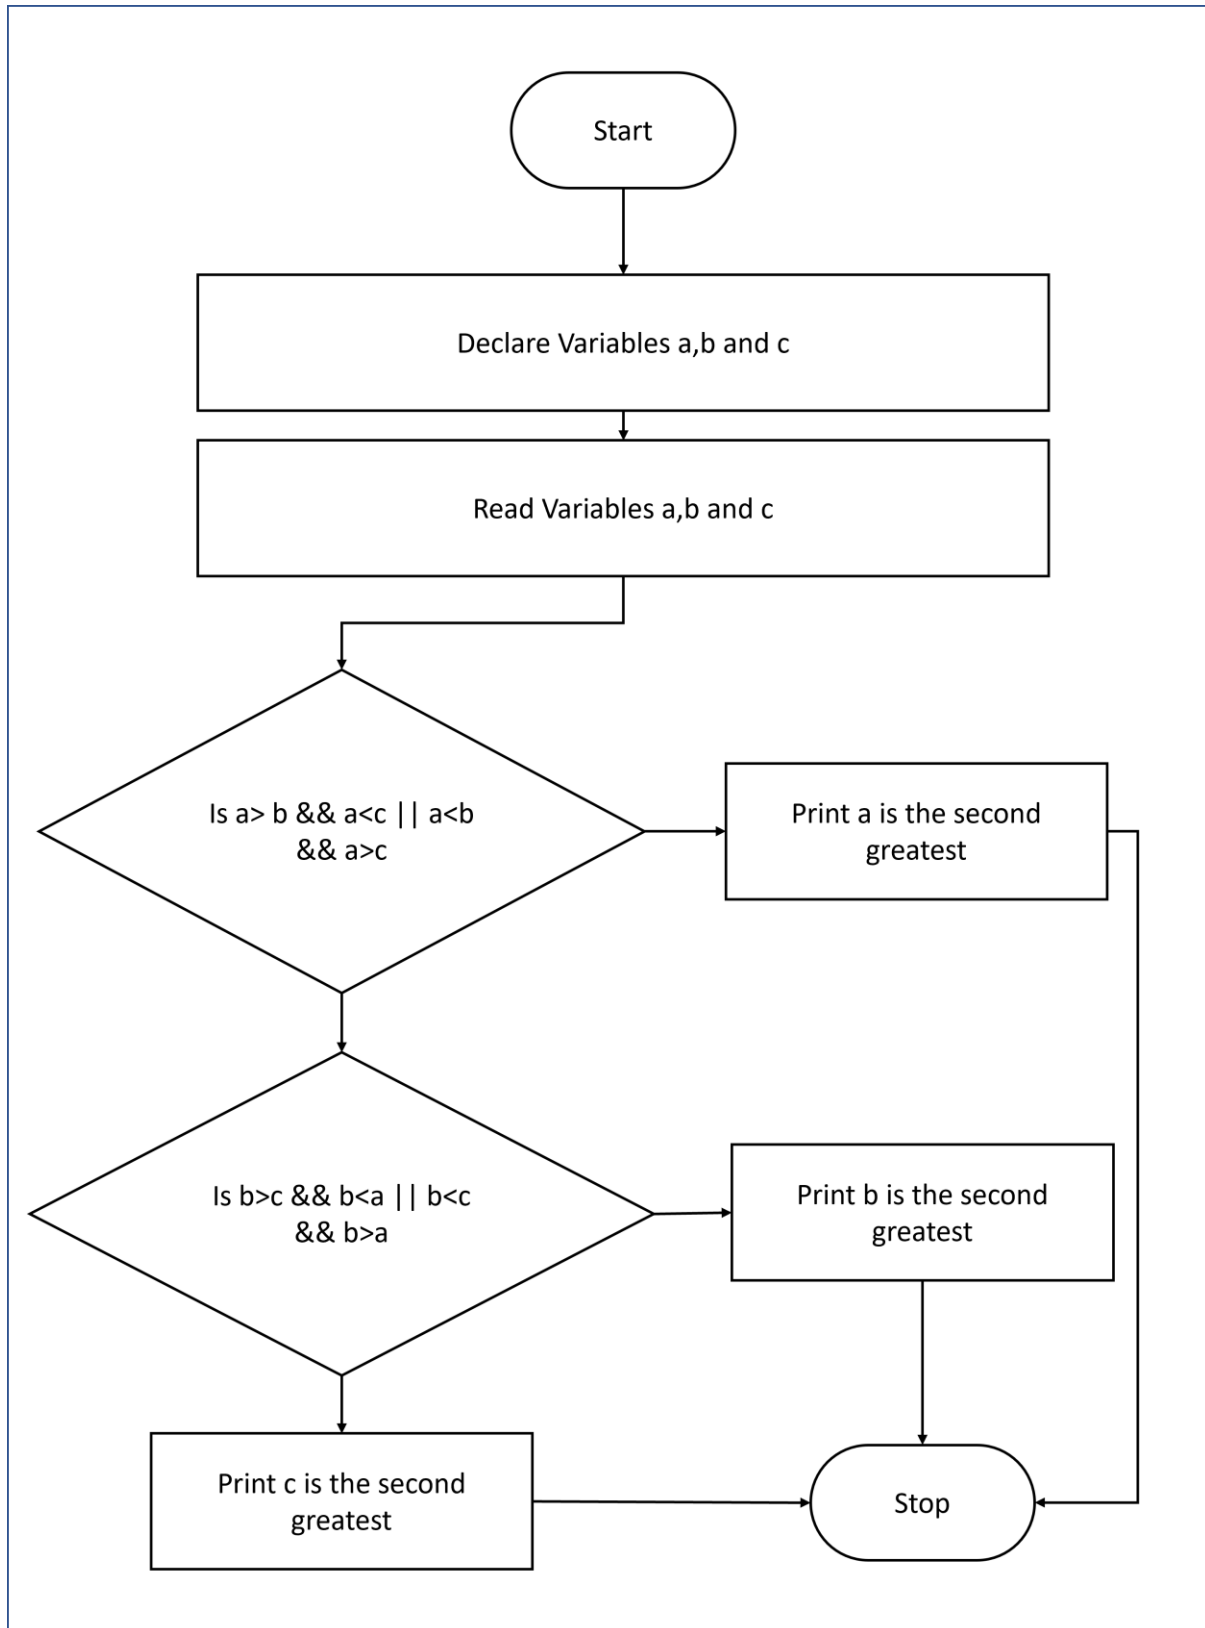 Start
Declare Variables a,b and c
Read Variables a,b and c
Is a> b && a<c || a<b
&& a>c
Print a is the second
greatest
Is b>c && b<a || b<c
&& b>a
Print b is the second
greatest
Print c is the second
greatest
Stop